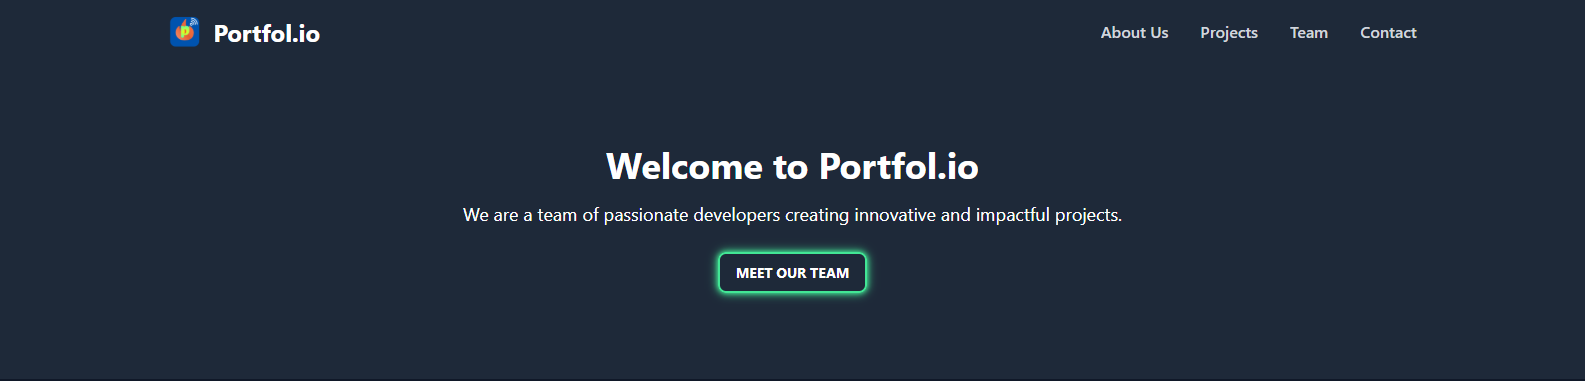 P Portfol.io
About Us Projects Team Contact
Welcome to Portfol.io
We are a team of passionate developers creating innovative and impactful projects.
MEET OUR TEAM